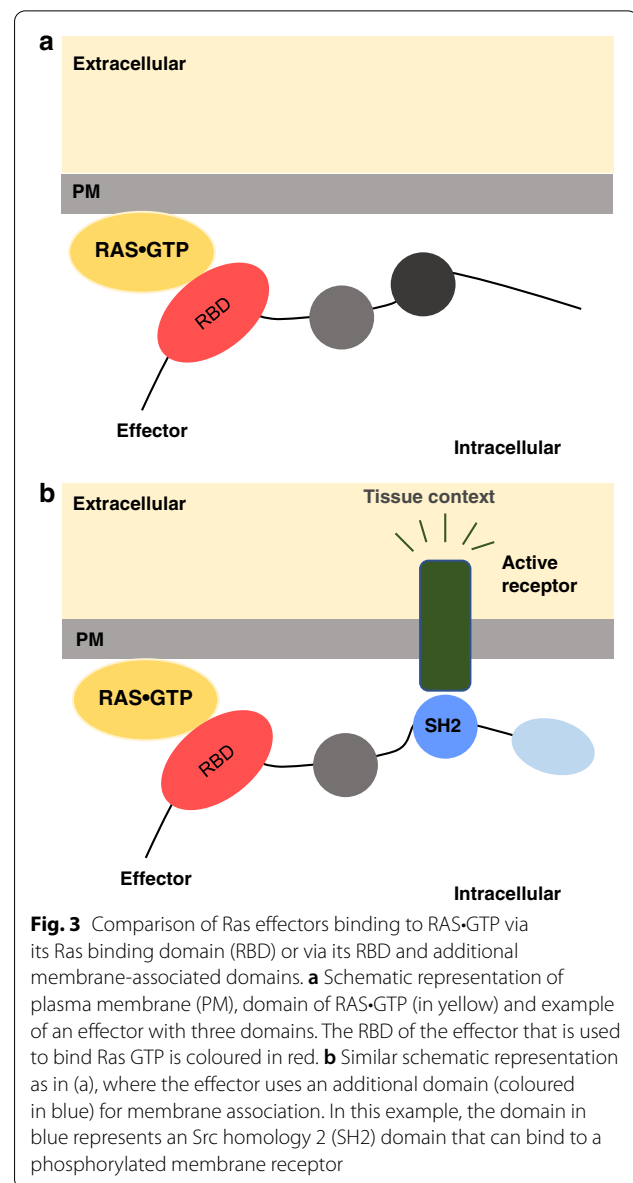 a
Extracellular
PM
RAS•GTP
RBD
Effector
Intracellular
b
Tissue context
Extracellular
Active
receptor
PM
RAS•GTP
SH2
RBD
Effector
Intracellular
Fig. 3 Comparison of Ras effectors binding to RAS•GTP via
its Ras binding domain (RBD) or via its RBD and additional
membrane-associated domains. a Schematic representation of
plasma membrane (PM), domain of RAS•GTP (in yellow) and example
of an effector with three domains. The RBD of the effector that is used
to bind Ras GTP is coloured in red. b Similar schematic representation
as in (a), where the effector uses an additional domain (coloured
in blue) for membrane association. In this example, the domain in
blue represents an Src homology 2 (SH2) domain that can bind to a
phosphorylated membrane receptor